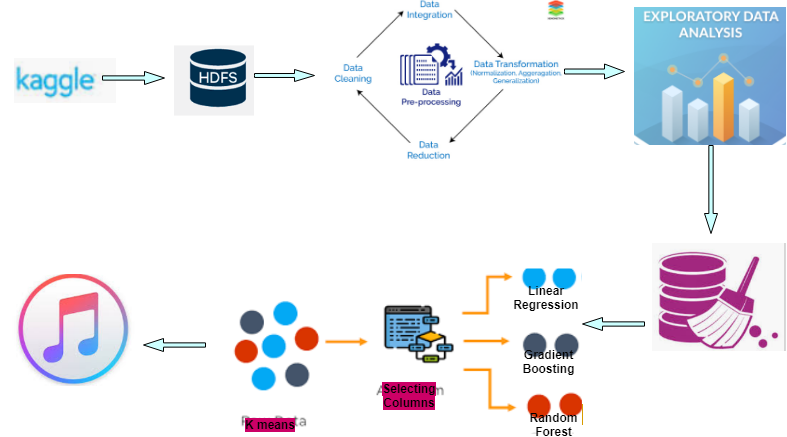 Data
Integration
EXPLORATORY DATA
ANALYSIS
kaggle
HDFS
Data
Cleaning
Data
Pre-processing
Data Transformation
(Normalization, Aggeragation,
Generalization)
Data
Reduction
Linear
Regression
Gradient
Boosting
Random
Forest
Selecting
Columns
K means